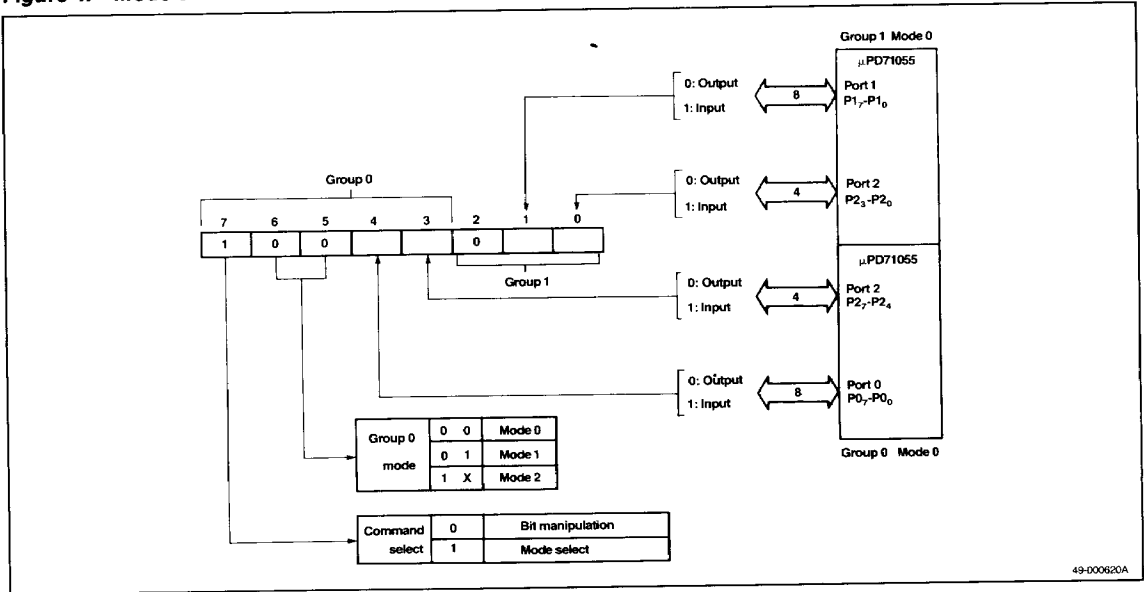 Group 1 Mode 0
μPD71055
0: Output
1: Input
8
Port 1
P1₇-P1₀
0: Output
1: Input
4
Port 2
P2₃-P2₀
Group 0
7 6 5 4 3 2 1 0
1 0 0 0
Group 1
μPD71055
0: Output
1: Input
4
Port 2
P2₇-P2₄
0: Output
1: Input
8
Port 0
P0₇-P0₀
Group 0 Mode 0
Group 0
mode
0 0 Mode 0
0 1 Mode 1
1 X Mode 2
Command
select
0 Bit manipulation
1 Mode select
49-000620A